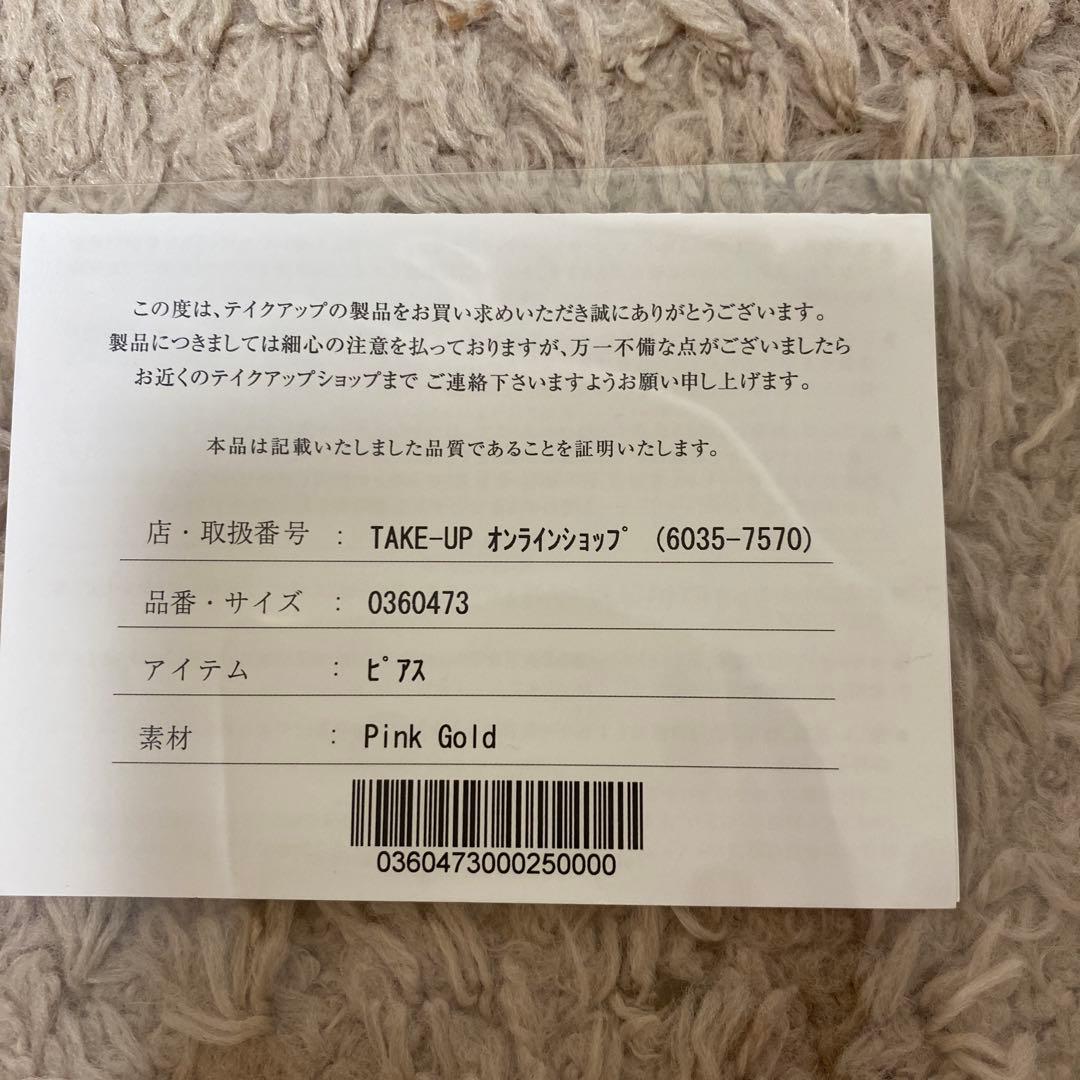 この度は、テイクアップの製品をお買い求めいただき誠にありがとうございます。
製品につきましては細心の注意を払っておりますが、万一不備な点がございましたら
お近くのテイクアップショップまで ご連絡下さいますようお願い申し上げます。
本品は記載いたしました品質であることを証明いたします。
店・取扱番号 : TAKE-UP オンラインショップ (6035-7570)
品番・サイズ : 0360473
アイテム : ピアス
素材 : Pink Gold
0360473000250000